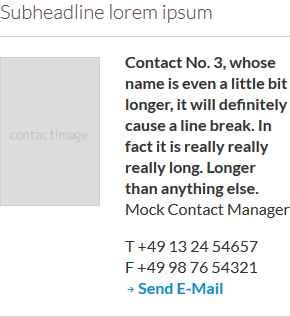 Subheadline lorem ipsum
contactImage
Contact No. 3, whose
name is even a little bit
longer, it will definitely
cause a line break. In
fact it is really really
really long. Longer
than anything else.
Mock Contact Manager
T +49 13 24 54657
F +49 98 76 54321
→ Send E-Mail